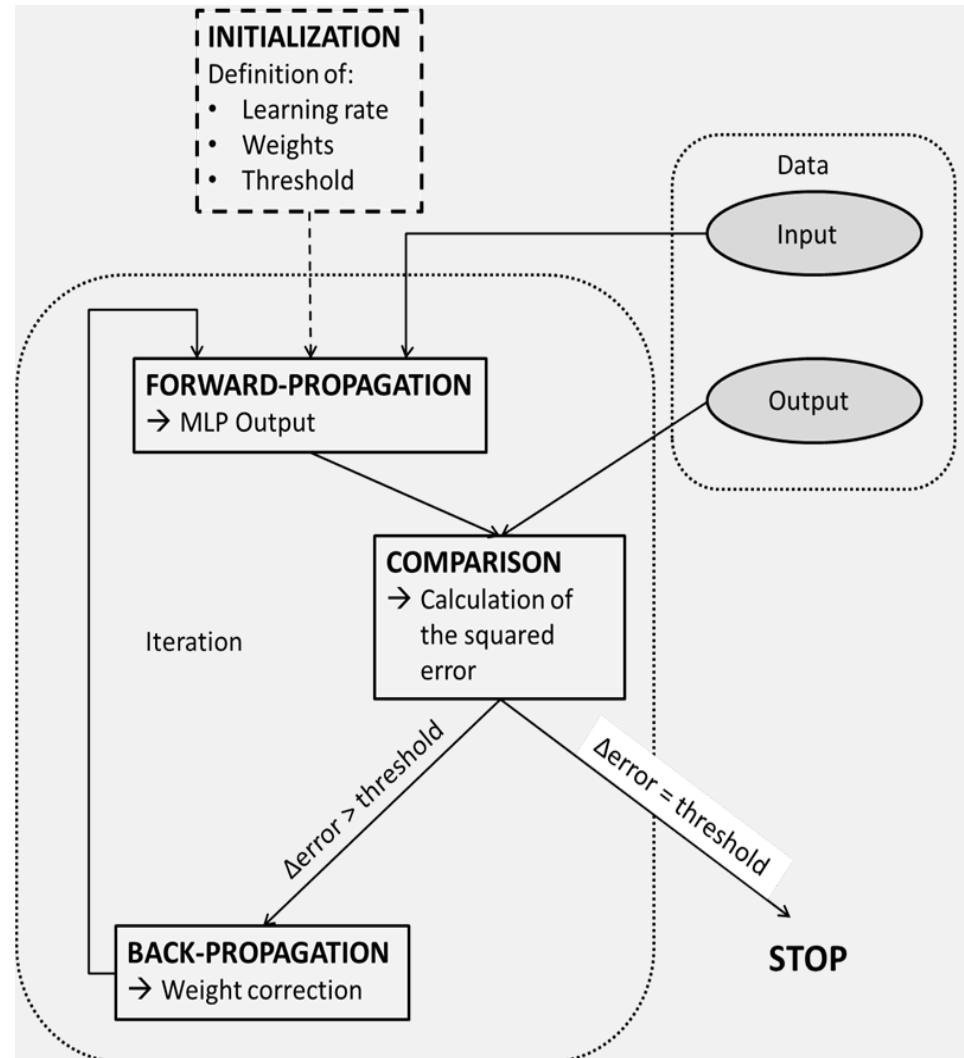 INITIALIZATION
Definition of:
• Learning rate
• Weights
• Threshold
Data
Input
Output
FORWARD-PROPAGATION
→ MLP Output
COMPARISON
→ Calculation of
the squared
error
Iteration
Δerror > threshold
Δerror = threshold
BACK-PROPAGATION
→ Weight correction
STOP